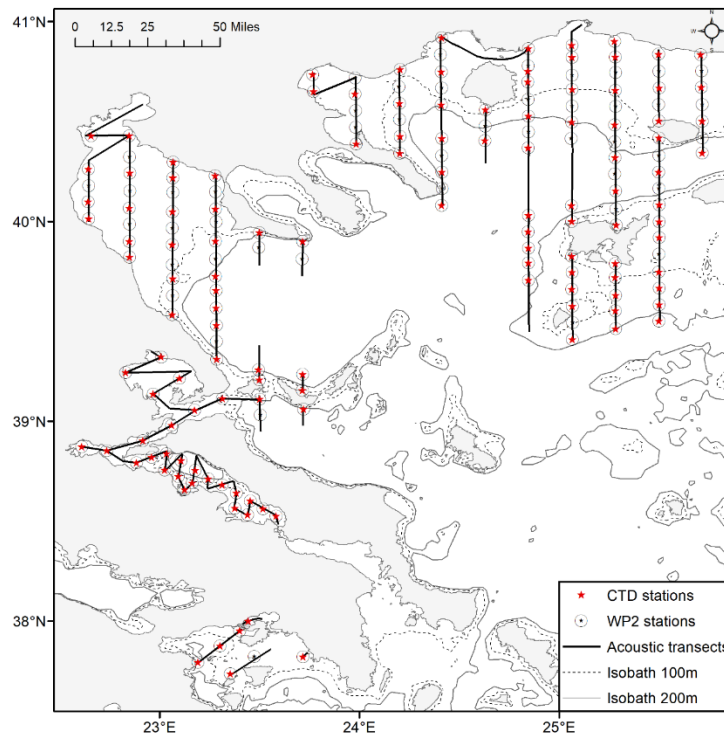 41°N
0 12.5 25 50 Miles
N
W
S
40°N
39°N
38°N
CTD stations
WP2 stations
Acoustic transects
Isobath 100m
Isobath 200m
23°E 24°E 25°E